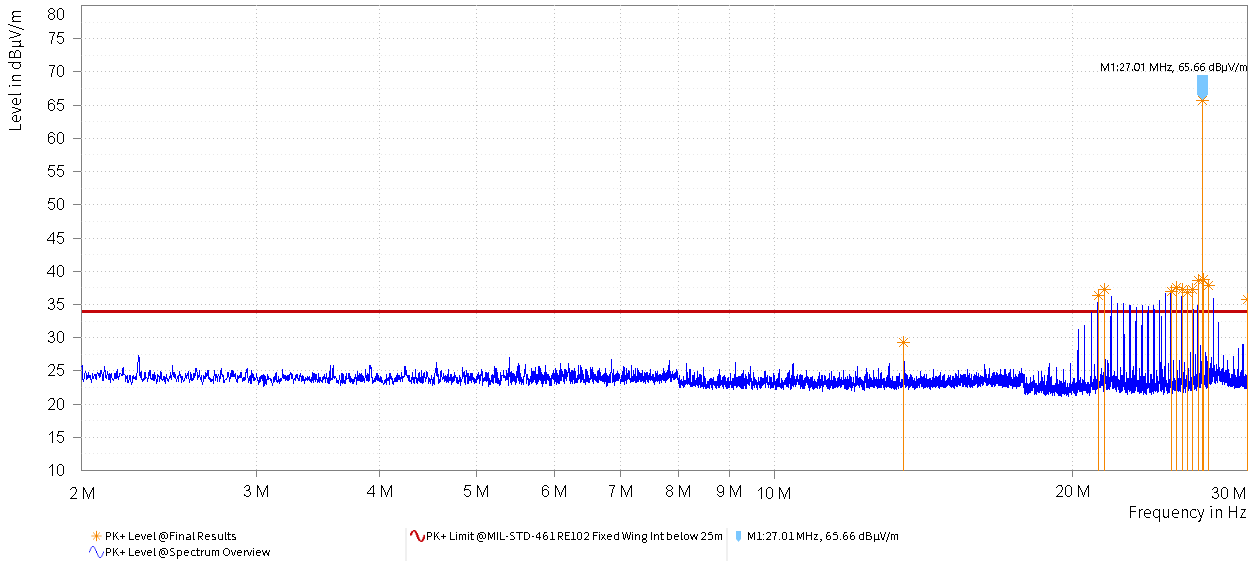 Level in dBµV/m
80
75
70
65
60
55
50
45
40
35
30
25
20
15
10
M1:27.01 MHz, 65.66 dBµV/m
2 M
3 M
4 M
5 M
6 M
7 M
8 M
9 M
10 M
20 M
30 M
Frequency in Hz
PK+ Level @Final Results
PK+ Limit @MIL-STD-461 RE102 Fixed Wing Int below 25m
M1:27.01 MHz, 65.66 dBµV/m
PK+ Level @Spectrum Overview